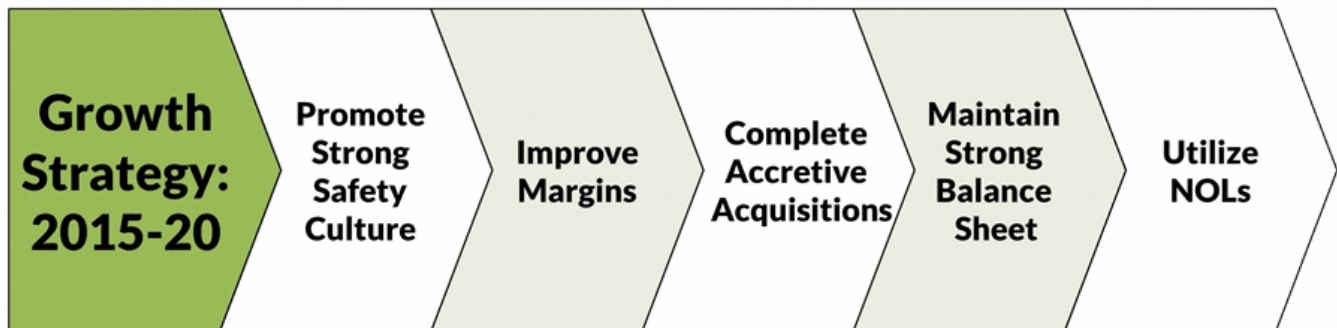 Growth
Strategy:
2015-20
Promote
Strong
Safety
Culture
Improve
Margins
Complete
Accretive
Acquisitions
Maintain
Strong
Balance
Sheet
Utilize
NOLs